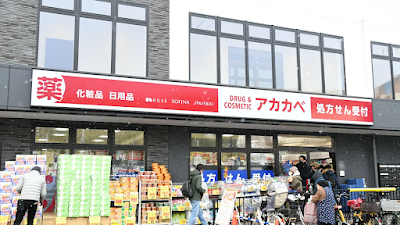 薬
化粧品 日用品
KOSÉ SOFINA SHISEIDO
DRUG &
COSMETIC
アカカベ
処方せん受付